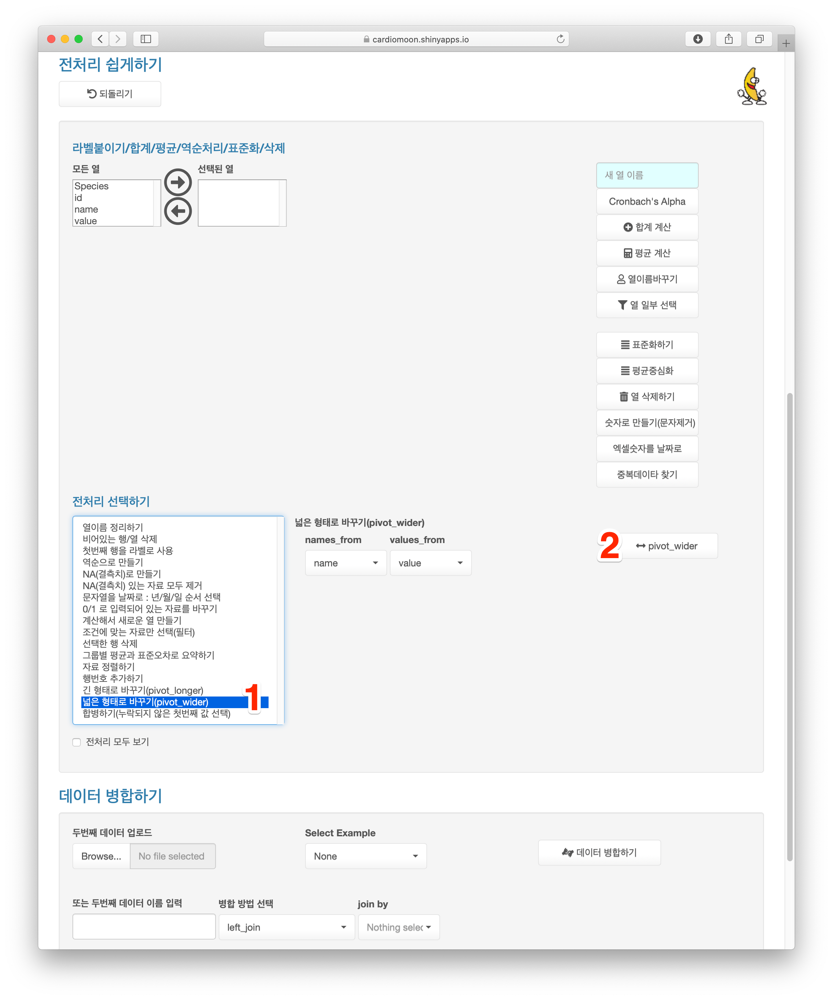 cardiomoon.shinyapps.io
전처리 쉽게하기
되돌리기
라벨붙이기/합계/평균/역순처리/표준화/삭제
모든 열
선택된 열
Species
id
name
value
새 열 이름
Cronbach's Alpha
합계 계산
평균 계산
열이름바꾸기
열 일부 선택
표준화하기
평균중심화
열 삭제하기
숫자로 만들기(문자제거)
엑셀숫자를 날짜로
중복데이타 찾기
전처리 선택하기
열이름 정리하기
비어있는 행/열 삭제
첫번째 행을 라벨로 사용
역순으로 만들기
NA(결측치)로 만들기
NA(결측치) 있는 자료 모두 제거
문자열을 날짜로 : 년/월/일 순서 선택
0/1 로 입력되어 있는 자료를 바꾸기
계산해서 새로운 열 만들기
조건에 맞는 자료만 선택(필터)
선택한 행 삭제
그룹별 평균과 표준오차로 요약하기
자료 정렬하기
행번호 추가하기
긴 형태로 바꾸기(pivot_longer)
넓은 형태로 바꾸기(pivot_wider)
1
합병하기(누락되지 않은 첫번째 값 선택)
넓은 형태로 바꾸기(pivot_wider)
names_from
values_from
name
value
2
pivot_wider
전처리 모두 보기
데이터 병합하기
두번째 데이터 업로드
Select Example
Browse...
No file selected
None
데이터 병합하기
또는 두번째 데이터 이름 입력
병합 방법 선택
join by
left_join
Nothing selec